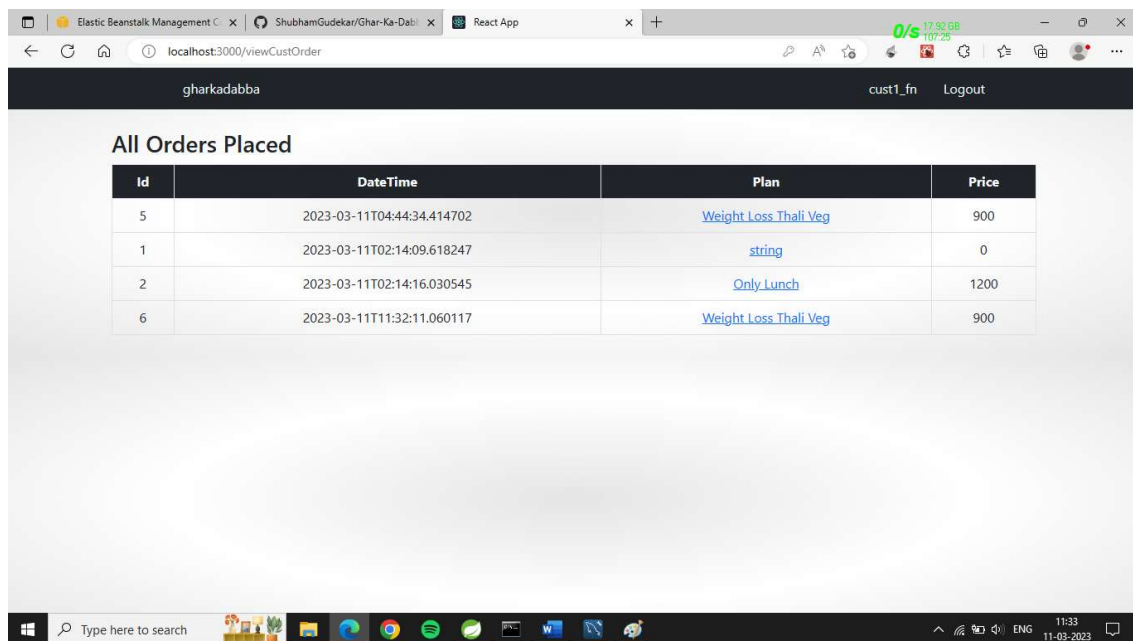 Elastic Beanstalk Management C
ShubhamGudekar/Ghar-Ka-Dabl
React App
0/s 17.92 GB
107:25
localhost:3000/viewCustOrder
gharkadabba cust1_fn Logout
All Orders Placed
Id DateTime Plan Price
5 2023-03-11T04:44:34.414702 Weight Loss Thali Veg 900
1 2023-03-11T02:14:09.618247 string 0
2 2023-03-11T02:14:16.030545 Only Lunch 1200
6 2023-03-11T11:32:11.060117 Weight Loss Thali Veg 900
Type here to search
ENG
11:33
11-03-2023